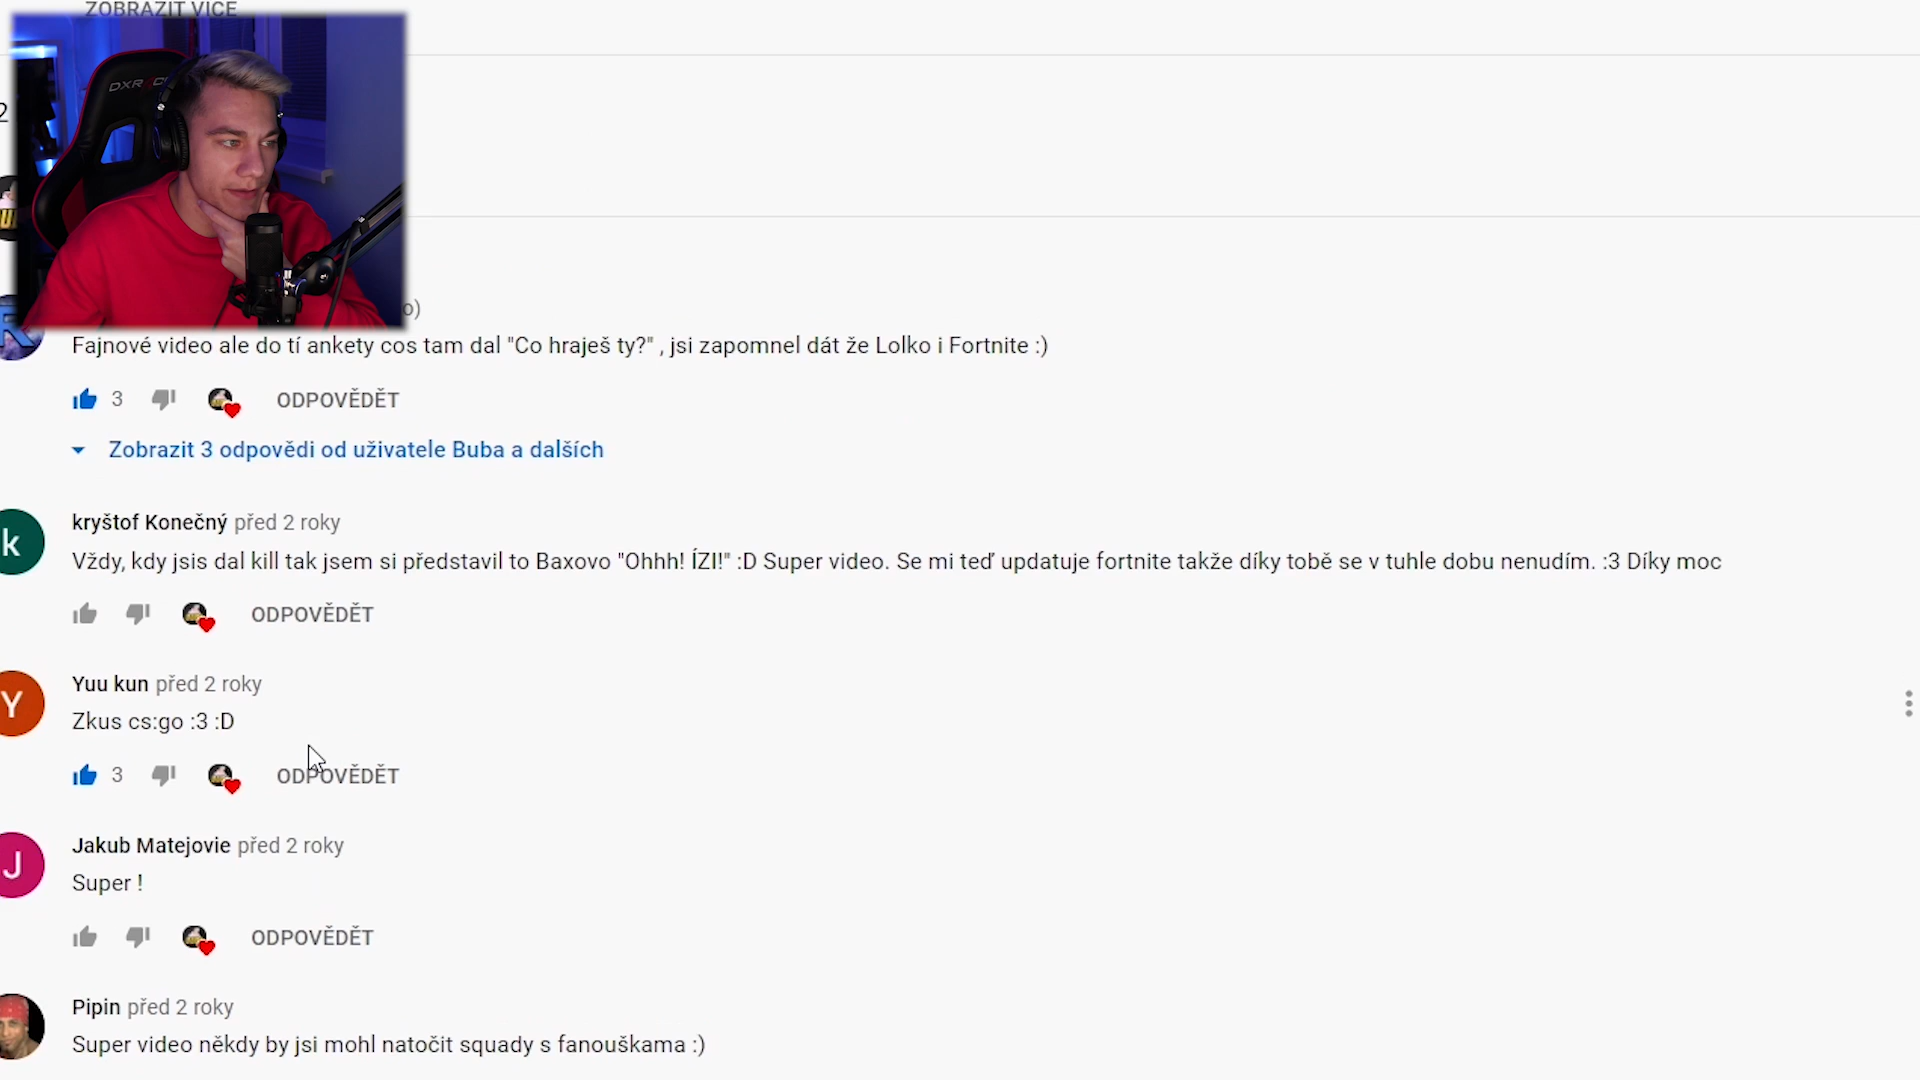 ZOBRAZIT VÍCE
DXR
2
o)
Fajnové video ale do tí ankety cos tam dal "Co hraješ ty?" , jsi zapomnel dát že Lolko i Fortnite :)
3 ODPOVĚDĚT
Zobrazit 3 odpovědi od uživatele Buba a dalších
k
kryštof Konečný před 2 roky
Vždy, kdy jsis dal kill tak jsem si představil to Baxovo "Ohhh! ÍZI!" :D Super video. Se mi teď updatuje fortnite takže díky tobě se v tuhle dobu nenudím. :3 Díky moc
ODPOVĚDĚT
Y
Yuu kun před 2 roky
Zkus cs:go :3 :D
3 ODPOVĚDĚT
J
Jakub Matejovie před 2 roky
Super !
ODPOVĚDĚT
Pipin před 2 roky
Super video někdy by jsi mohl natočit squady s fanouškama :)